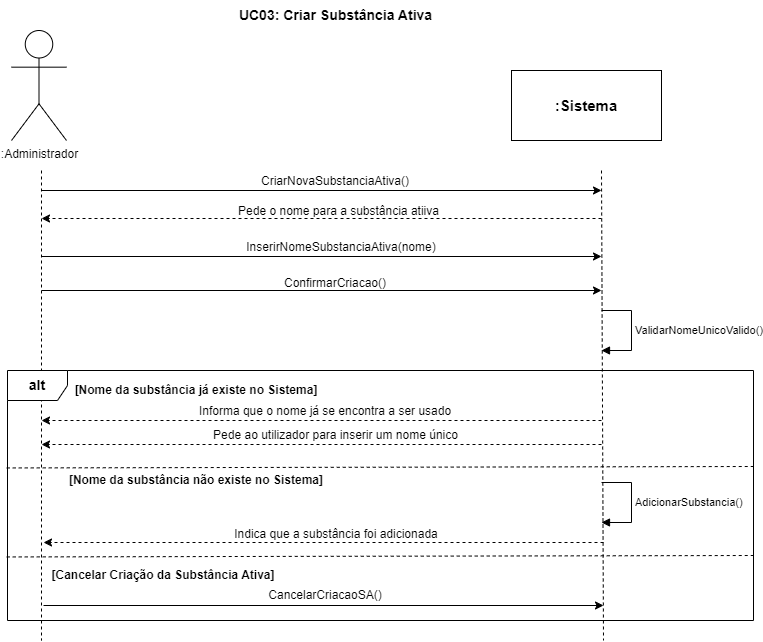 UC03: Criar Substância Ativa
:Administrador
:Sistema
CriarNovaSubstanciaAtiva()
Pede o nome para a substância atiiva
InserirNomeSubstanciaAtiva(nome)
ConfirmarCriacao()
ValidarNomeUnicoValido()
alt
[Nome da substância já existe no Sistema]
Informa que o nome já se encontra a ser usado
Pede ao utilizador para inserir um nome único
[Nome da substância não existe no Sistema]
AdicionarSubstancia()
Indica que a substância foi adicionada
[Cancelar Criação da Substância Ativa]
CancelarCriacaoSA()